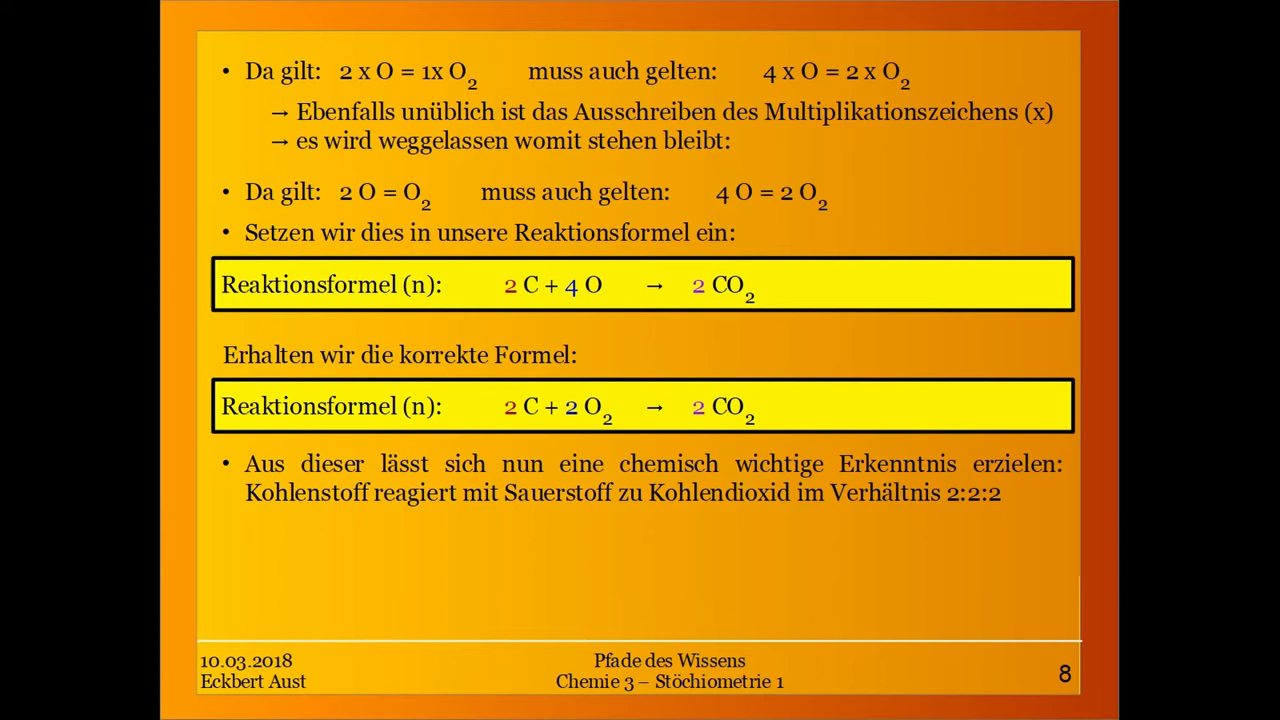 • Da gilt: 2 x O = 1x O₂ muss auch gelten: 4 x O = 2 x O₂
→ Ebenfalls unüblich ist das Ausschreiben des Multiplikationszeichens (x)
→ es wird weggelassen womit stehen bleibt:
• Da gilt: 2 O = O₂ muss auch gelten: 4 O = 2 O₂
• Setzen wir dies in unsere Reaktionsformel ein:
Reaktionsformel (n): 2 C + 4 O → 2 CO₂
Erhalten wir die korrekte Formel:
Reaktionsformel (n): 2 C + 2 O₂ → 2 CO₂
• Aus dieser lässt sich nun eine chemisch wichtige Erkenntnis erzielen:
Kohlenstoff reagiert mit Sauerstoff zu Kohlendioxid im Verhältnis 2:2:2
10.03.2018
Eckbert Aust
Pfade des Wissens
Chemie 3 – Stöchiometrie 1
8